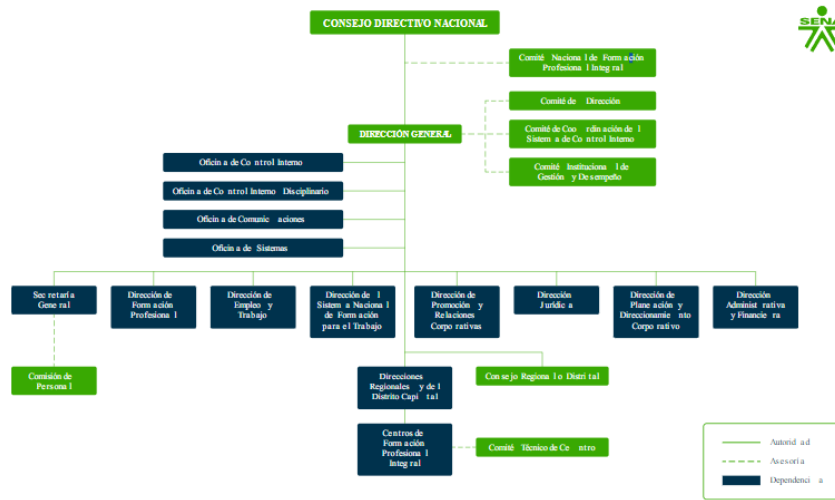 CONSEJO DIRECTIVO NACIONAL
SENA
Comité Nacional de Formación
Profesional Integral
Comité de Dirección
DIRECCIÓN GENERAL
Comité de Coordinación del
Sistema de Control Interno
Comité Institucional de
Gestión y Desempeño
Oficina de Control Interno
Oficina de Control Interno Disciplinario
Oficina de Comunicaciones
Oficina de Sistemas
Secretaría
General
Dirección de
Formación
Profesional
Dirección de
Empleo y
Trabajo
Dirección del
Sistema Nacional
de Formación
para el Trabajo
Dirección de
Promoción y
Relaciones
Corporativas
Dirección
Jurídica
Dirección de
Planeación y
Direccionamiento
Corporativo
Dirección
Administrativa
y Financiera
Comisión de
Personal
Direcciones
Regionales y del
Distrito Capital
Consejo Regional o Distrital
Centros de
Formación
Profesional
Integral
Comité Técnico de Centro
Autoridad
Asesoría
Dependencia